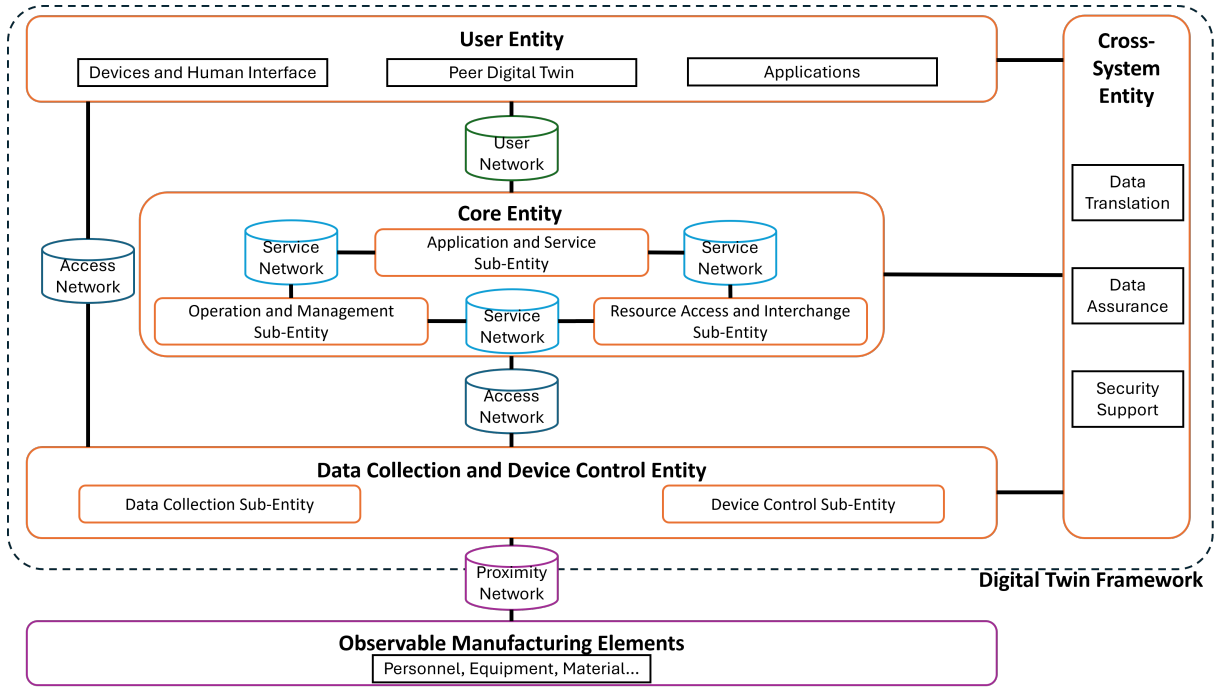 User Entity
Devices and Human Interface
Peer Digital Twin
Applications
Cross-
System
Entity
User
Network
Data
Translation
Core Entity
Service
Network
Application and Service
Sub-Entity
Service
Network
Access
Network
Operation and Management
Sub-Entity
Service
Network
Resource Access and Interchange
Sub-Entity
Data
Assurance
Access
Network
Security
Support
Data Collection and Device Control Entity
Data Collection Sub-Entity
Device Control Sub-Entity
Proximity
Network
Digital Twin Framework
Observable Manufacturing Elements
Personnel, Equipment, Material...